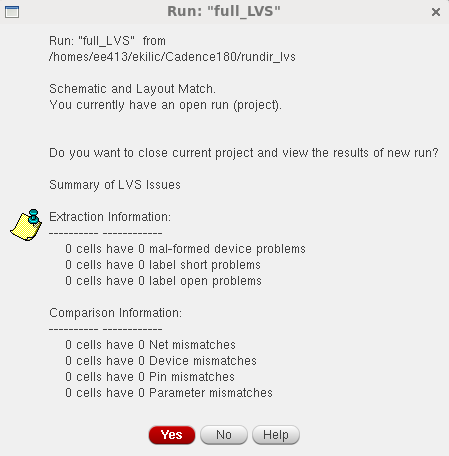 Run: "full_LVS"
Run: "full_LVS" from
/homes/ee413/ekilic/Cadence180/rundir_lvs
Schematic and Layout Match.
You currently have an open run (project).
Do you want to close current project and view the results of new run?
Summary of LVS Issues
Extraction Information:
---------- ------------
0 cells have 0 mal-formed device problems
0 cells have 0 label short problems
0 cells have 0 label open problems
Comparison Information:
---------- ------------
0 cells have 0 Net mismatches
0 cells have 0 Device mismatches
0 cells have 0 Pin mismatches
0 cells have 0 Parameter mismatches
Yes No Help